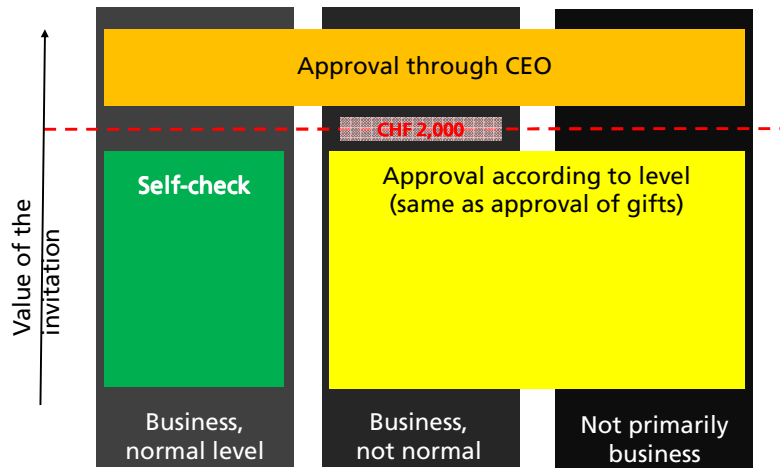 Approval through CEO
CHF 2,000
Self-check
Approval according to level
(same as approval of gifts)
Value of the
invitation
Business,
normal level
Business,
not normal
Not primarily
business